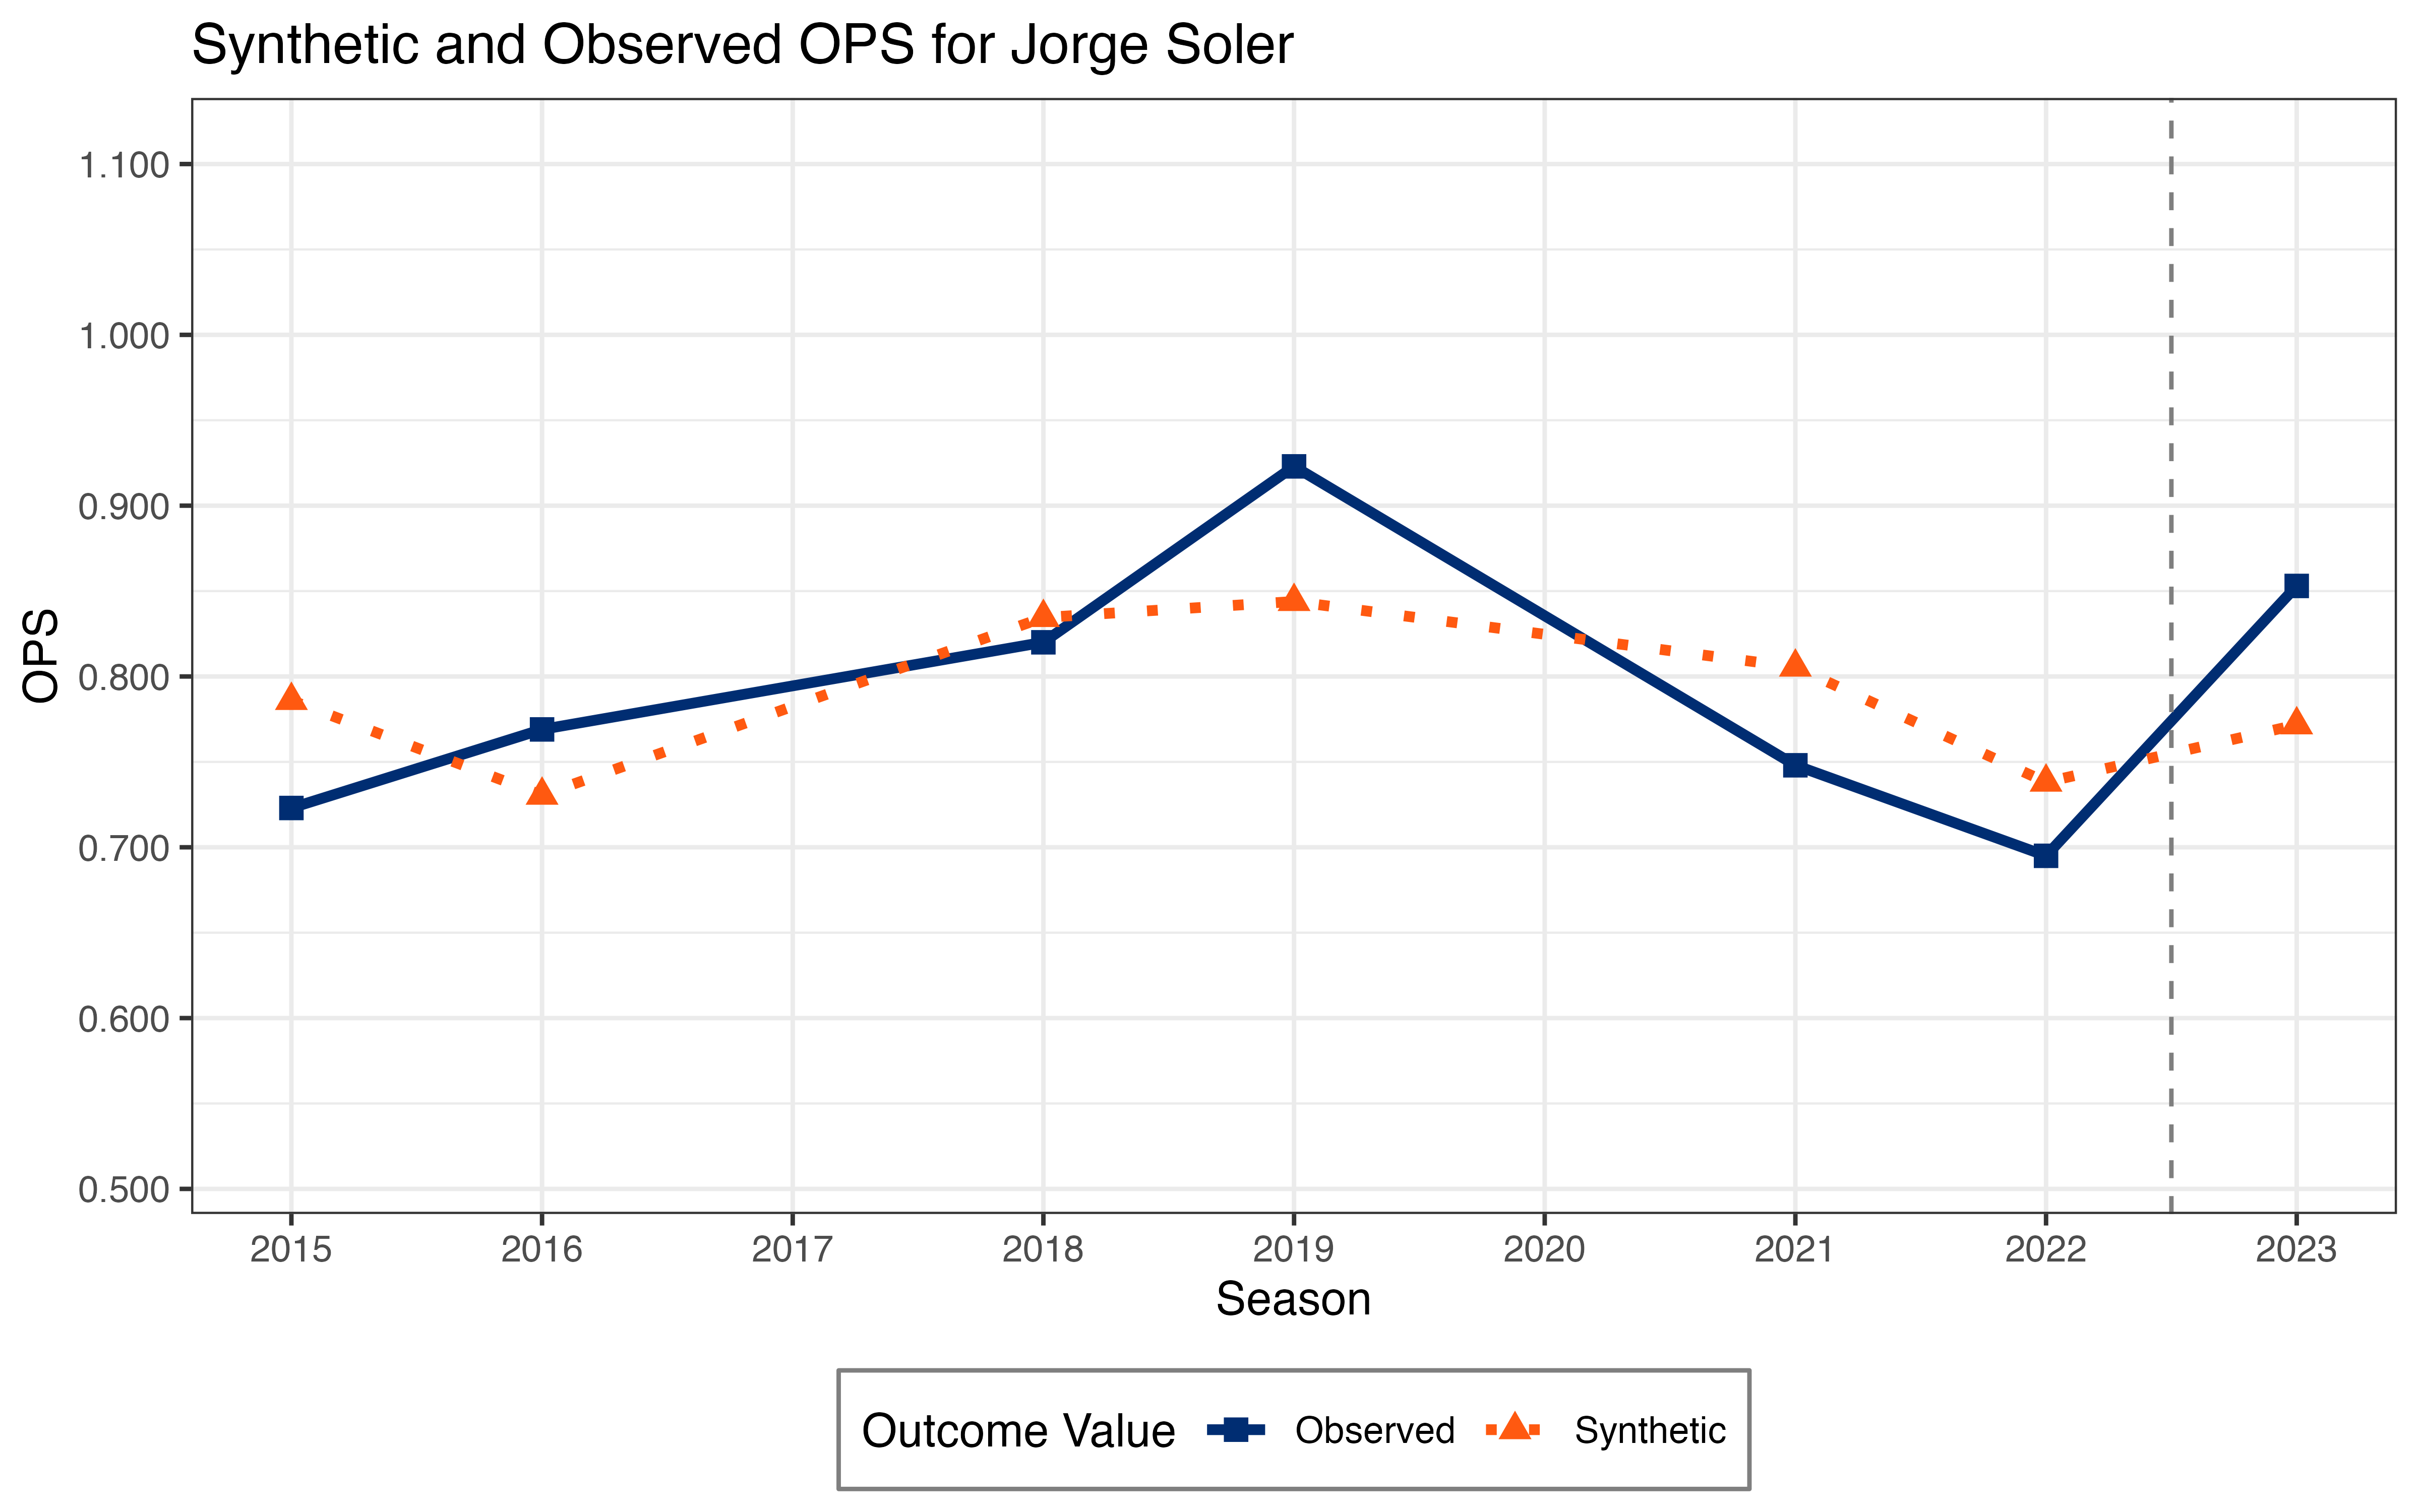 Synthetic and Observed OPS for Jorge Soler
OPS
1.100
1.000
0.900
0.800
0.700
0.600
0.500
2015 2016 2017 2018 2019 2020 2021 2022 2023
Season
Outcome Value Observed Synthetic